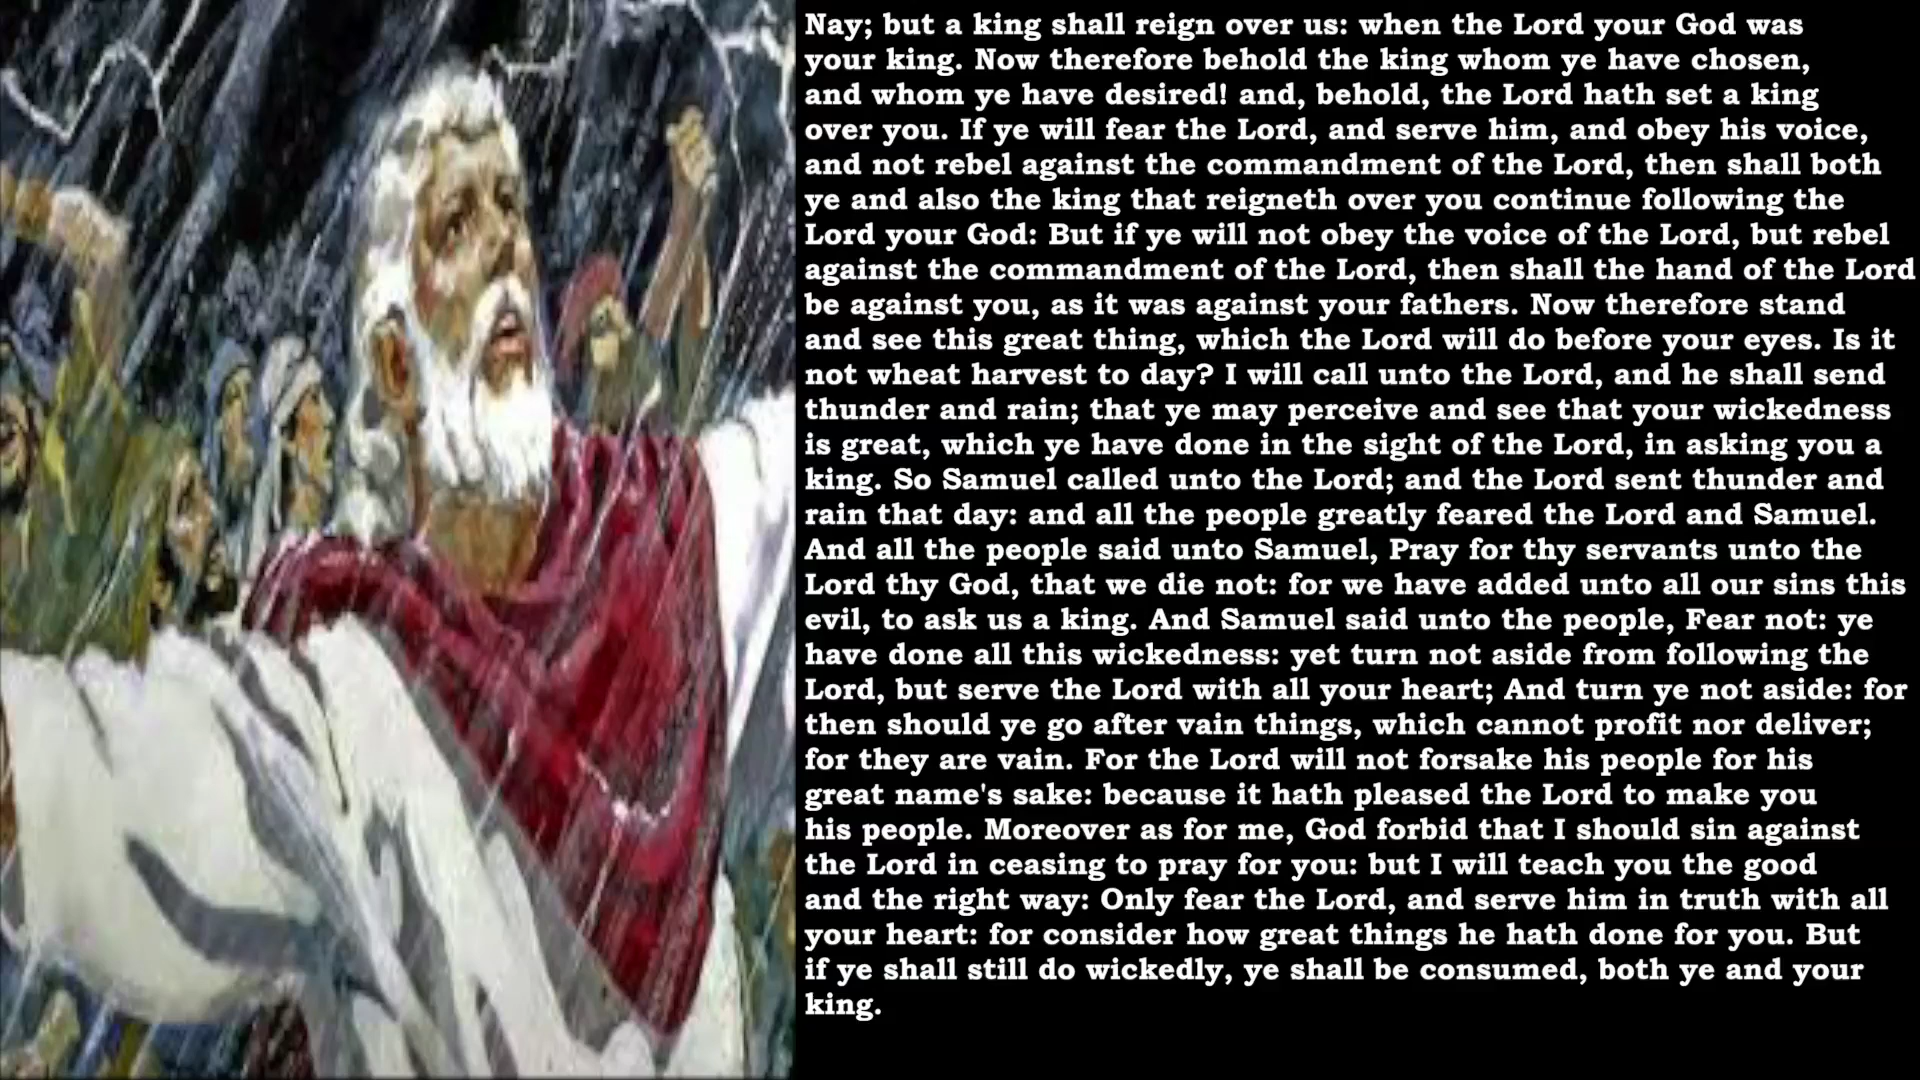 Nay; but a king shall reign over us: when the Lord your God was
your king. Now therefore behold the king whom ye have chosen,
and whom ye have desired! and, behold, the Lord hath set a king
over you. If ye will fear the Lord, and serve him, and obey his voice,
and not rebel against the commandment of the Lord, then shall both
ye and also the king that reigneth over you continue following the
Lord your God: But if ye will not obey the voice of the Lord, but rebel
against the commandment of the Lord, then shall the hand of the Lord
be against you, as it was against your fathers. Now therefore stand
and see this great thing, which the Lord will do before your eyes. Is it
not wheat harvest to day? I will call unto the Lord, and he shall send
thunder and rain; that ye may perceive and see that your wickedness
is great, which ye have done in the sight of the Lord, in asking you a
king. So Samuel called unto the Lord; and the Lord sent thunder and
rain that day: and all the people greatly feared the Lord and Samuel.
And all the people said unto Samuel, Pray for thy servants unto the
Lord thy God, that we die not: for we have added unto all our sins this
evil, to ask us a king. And Samuel said unto the people, Fear not: ye
have done all this wickedness: yet turn not aside from following the
Lord, but serve the Lord with all your heart; And turn ye not aside: for
then should ye go after vain things, which cannot profit nor deliver;
for they are vain. For the Lord will not forsake his people for his
great name's sake: because it hath pleased the Lord to make you
his people. Moreover as for me, God forbid that I should sin against
the Lord in ceasing to pray for you: but I will teach you the good
and the right way: Only fear the Lord, and serve him in truth with all
your heart: for consider how great things he hath done for you. But
if ye shall still do wickedly, ye shall be consumed, both ye and your
king.